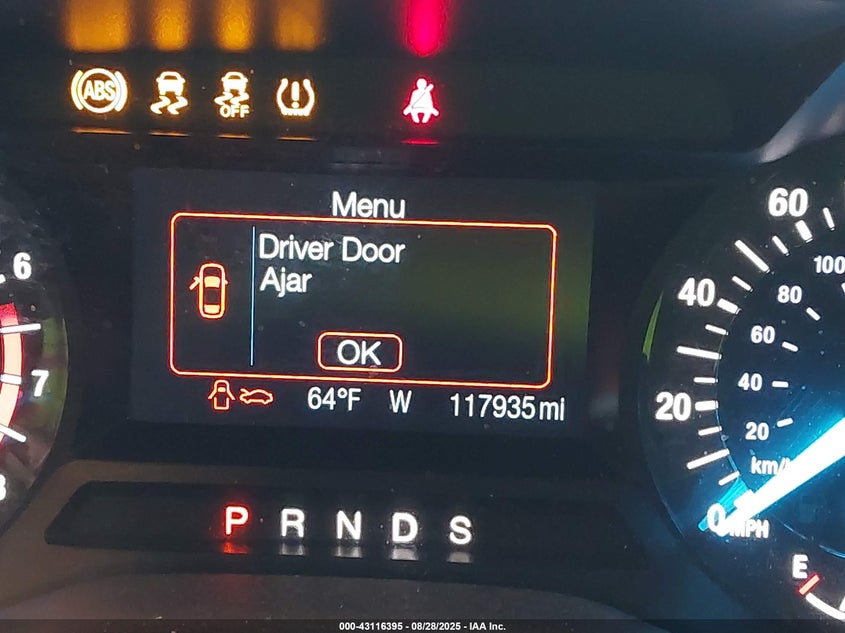 ABS
OFF
Menu
Driver Door
Ajar
OK
64°F W 117935mi
P R N D S
6
7
60
40
20
0
MPH
100
80
60
40
20
km/
E
000-43116395 - 08/28/2025 - IAA Inc.